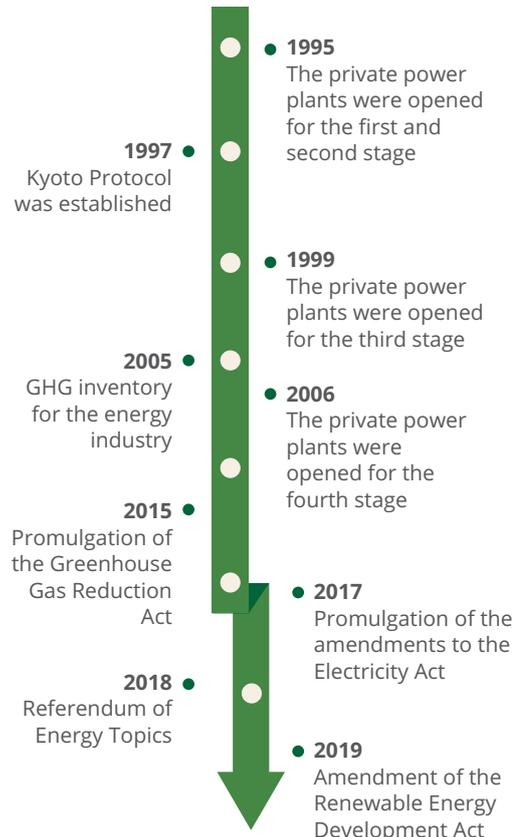 1995
The private power
plants were opened
for the first and
second stage
1997
Kyoto Protocol
was established
1999
The private power
plants were opened
for the third stage
2005
GHG inventory
for the energy
industry
2006
The private power
plants were
opened for the
fourth stage
2015
Promulgation of
the Greenhouse
Gas Reduction
Act
2017
Promulgation of the
amendments to the
Electricity Act
2018
Referendum of
Energy Topics
2019
Amendment of the
Renewable Energy
Development Act